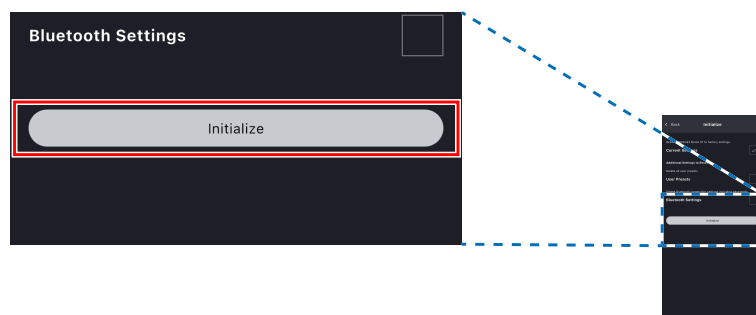 Bluetooth Settings
Initialize
Back Initialize
Current Settings
User Presets
Bluetooth Settings
Initialize